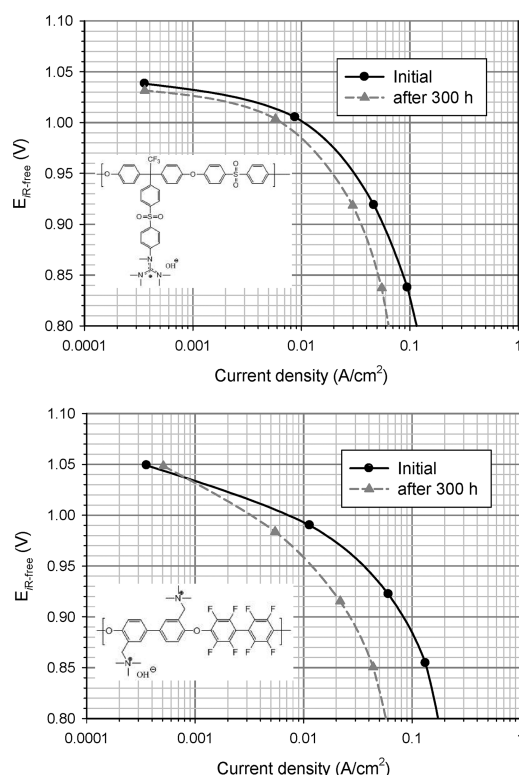 1.10
1.05
1.00
0.95
0.90
0.85
0.80
E_iR-free (V)
Initial
after 300 h
CF₃
O
O
O
S
O
O=S=O
N
N
N
OH⊖
0.0001
0.001
0.01
0.1
1
Current density (A/cm²)
1.10
1.05
1.00
0.95
0.90
0.85
0.80
E_iR-free (V)
Initial
after 300 h
N⊕
F F F F
O
O
F F F F
N⊕
OH⊖
0.0001
0.001
0.01
0.1
1
Current density (A/cm²)